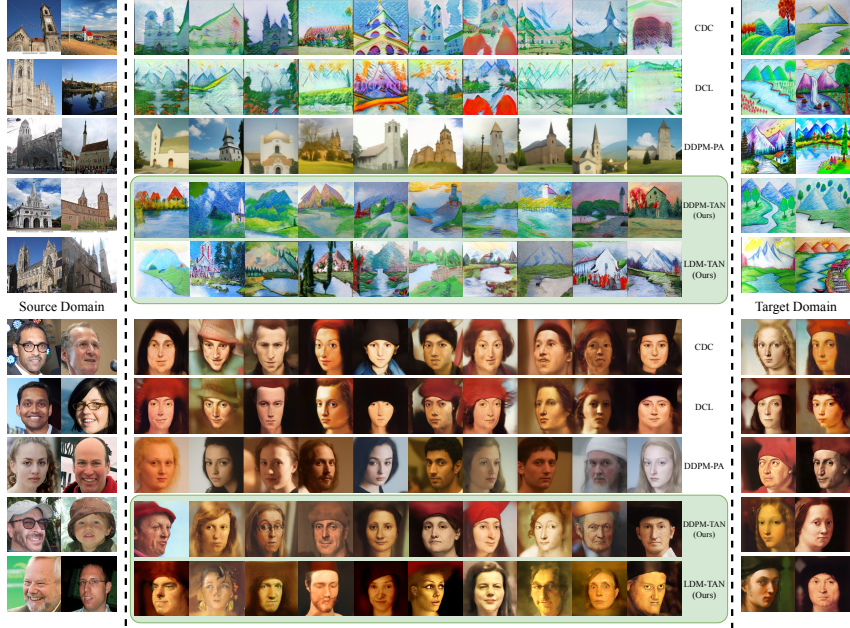 CDC
DCL
DDPM-PA
DDPM-TAN
(Ours)
LDM-TAN
(Ours)
Source Domain
Target Domain
CDC
DCL
DDPM-PA
DDPM-TAN
(Ours)
LDM-TAN
(Ours)